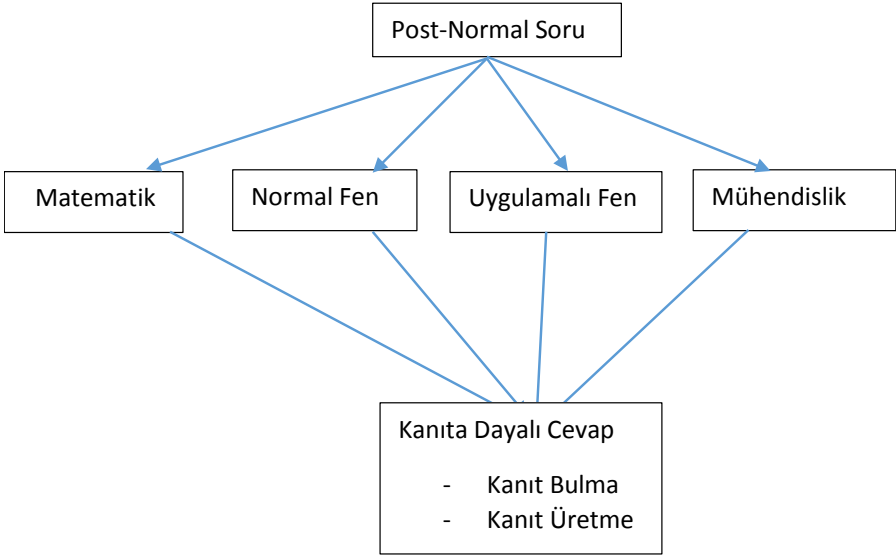 Post-Normal Soru
Matematik
Normal Fen
Uygulamalı Fen
Mühendislik
Kanıta Dayalı Cevap
- Kanıt Bulma
- Kanıt Üretme